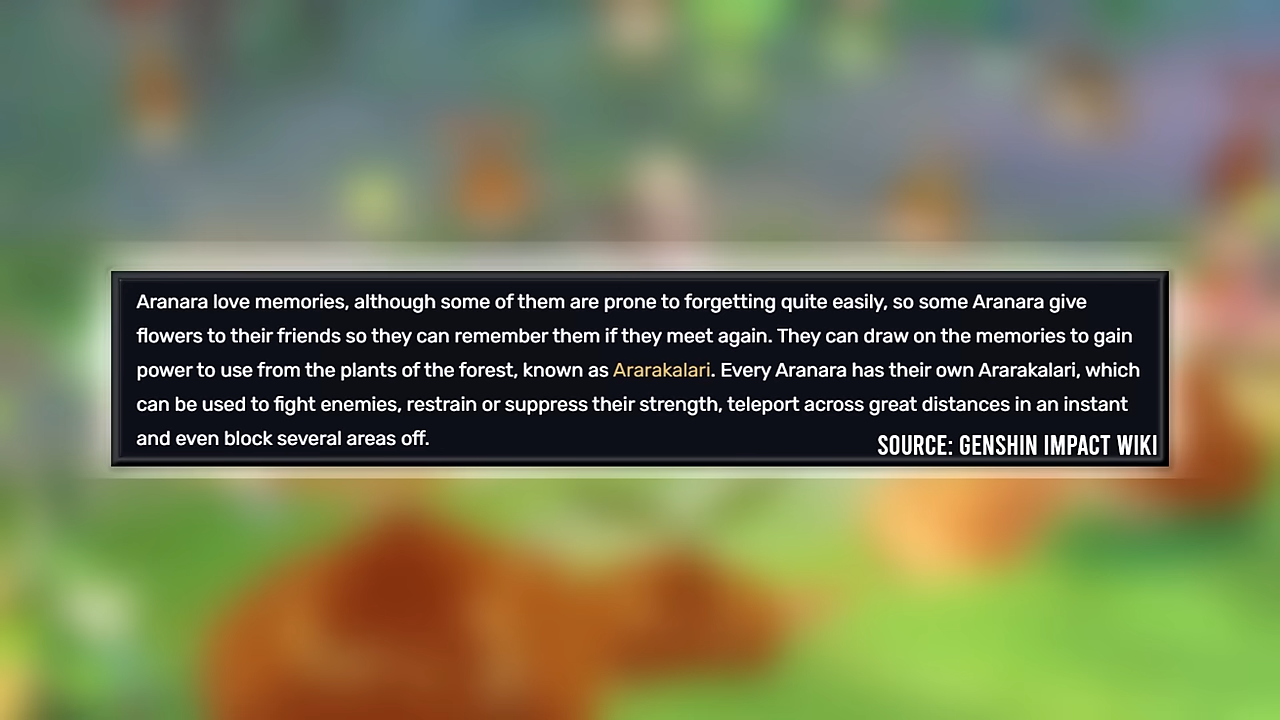 Aranara love memories, although some of them are prone to forgetting quite easily, so some Aranara give
flowers to their friends so they can remember them if they meet again. They can draw on the memories to gain
power to use from the plants of the forest, known as Ararakalari. Every Aranara has their own Ararakalari, which
can be used to fight enemies, restrain or suppress their strength, teleport across great distances in an instant
and even block several areas off.
SOURCE: GENSHIN IMPACT WIKI